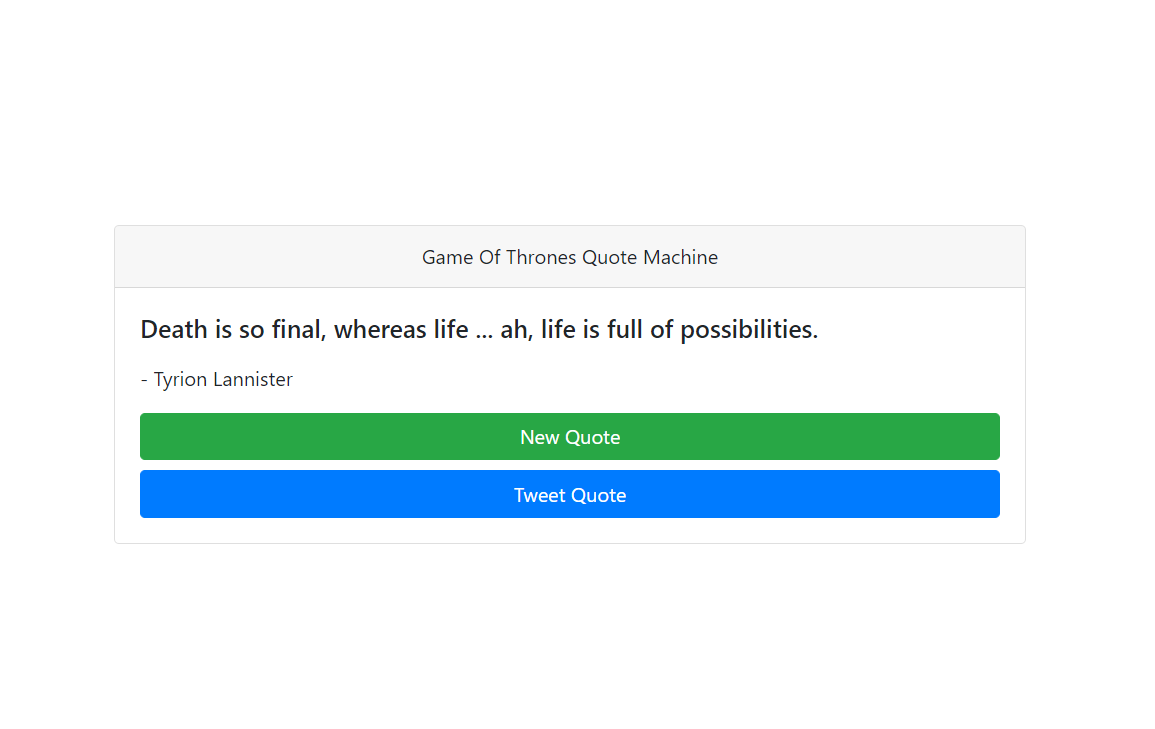 Game Of Thrones Quote Machine
Death is so final, whereas life ... ah, life is full of possibilities.
- Tyrion Lannister
New Quote
Tweet Quote